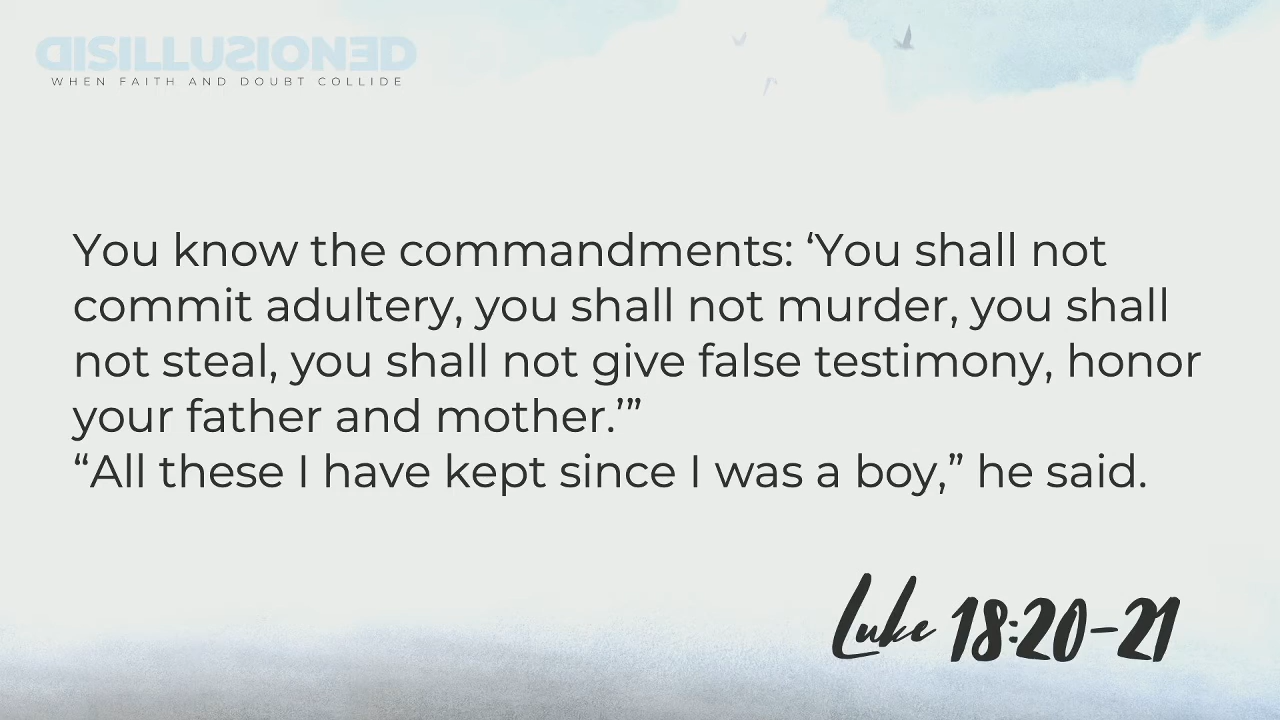 DISILLUSIONED
WHEN FAITH AND DOUBT COLLIDE
You know the commandments: ‘You shall not
commit adultery, you shall not murder, you shall
not steal, you shall not give false testimony, honor
your father and mother.’”
“All these I have kept since I was a boy,” he said.
Luke 18:20-21